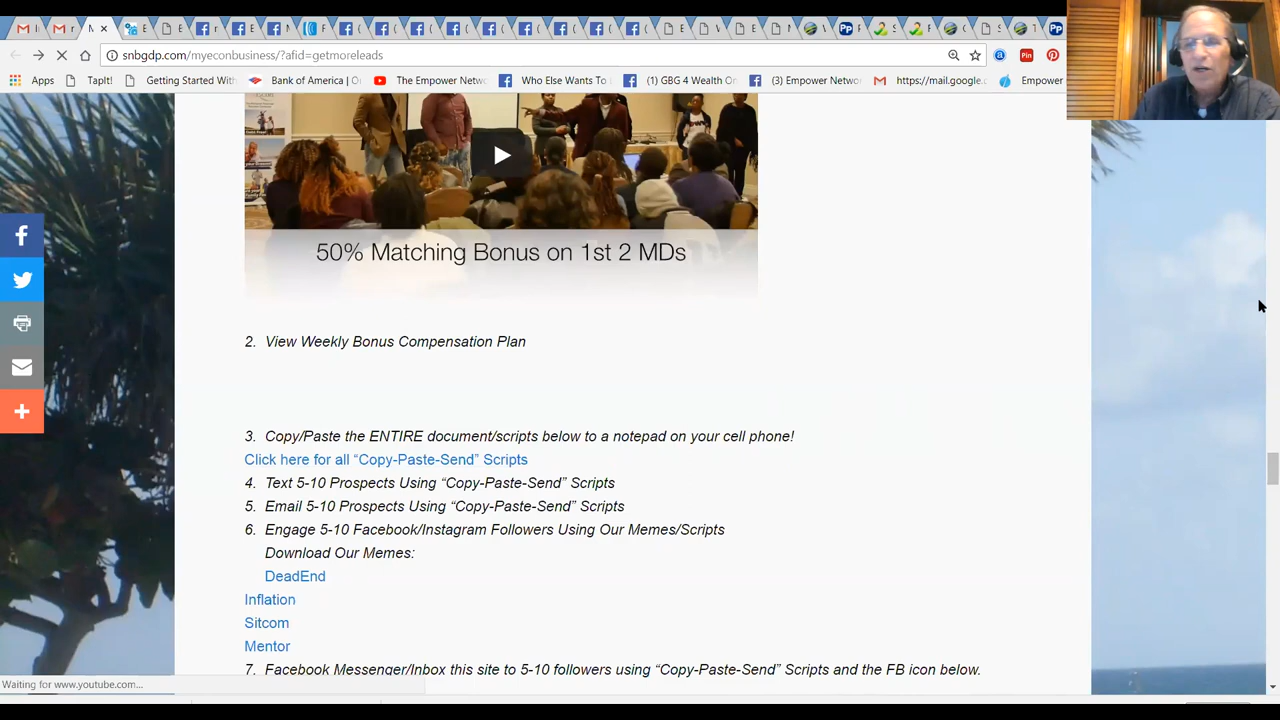 snbgdp.com/myeconbusiness/?afid=getmoreleads
Apps TapIt! Getting Started Wit Bank of America | O The Empower Netw Who Else Wants To (1) GBG 4 Wealth On (3) Empower Netwo https://mail.google.c Empower
50% Matching Bonus on 1st 2 MDs
2. View Weekly Bonus Compensation Plan
3. Copy/Paste the ENTIRE document/scripts below to a notepad on your cell phone!
Click here for all “Copy-Paste-Send” Scripts
4. Text 5-10 Prospects Using “Copy-Paste-Send” Scripts
5. Email 5-10 Prospects Using “Copy-Paste-Send” Scripts
6. Engage 5-10 Facebook/Instagram Followers Using Our Memes/Scripts
Download Our Memes:
DeadEnd
Inflation
Sitcom
Mentor
7. Facebook Messenger/Inbox this site to 5-10 followers using “Copy-Paste-Send” Scripts and the FB icon below.
Waiting for www.youtube.com...